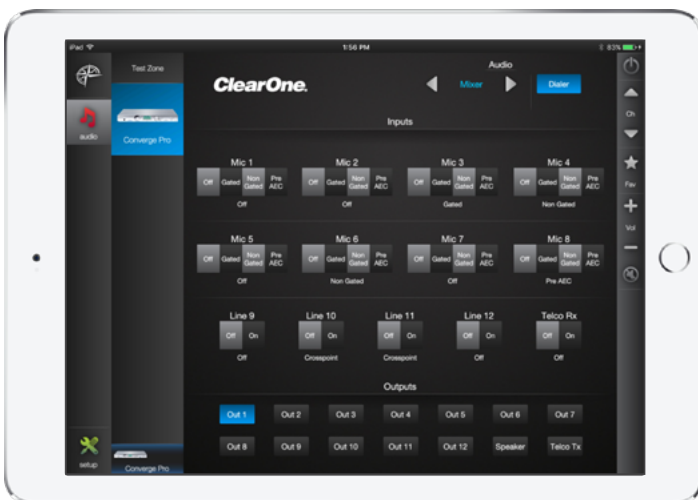 iPad 1:56 PM 83%
Test Zone
audio
Converge Pro
ClearOne.
Audio
Mixer
Dialer
Inputs
Mic 1 Mic 2 Mic 3 Mic 4
Off Gated Non Gated Pre AEC Off Gated Non Gated Pre AEC Off Gated Non Gated Pre AEC Off Gated Non Gated Pre AEC
Off Off Gated Non Gated
Mic 5 Mic 6 Mic 7 Mic 8
Off Gated Non Gated Pre AEC Off Gated Non Gated Pre AEC Off Gated Non Gated Pre AEC Off Gated Non Gated Pre AEC
Off Non Gated Off Pre AEC
Line 9 Line 10 Line 11 Line 12 Telco Rx
Off On Off On Off On Off On Off On
Off Crosspoint Crosspoint Off Off
Outputs
Out 1 Out 2 Out 3 Out 4 Out 5 Out 6 Out 7
Out 8 Out 9 Out 10 Out 11 Out 12 Speaker Telco Tx
setup
Converge Pro
Ch
Fav
Vol